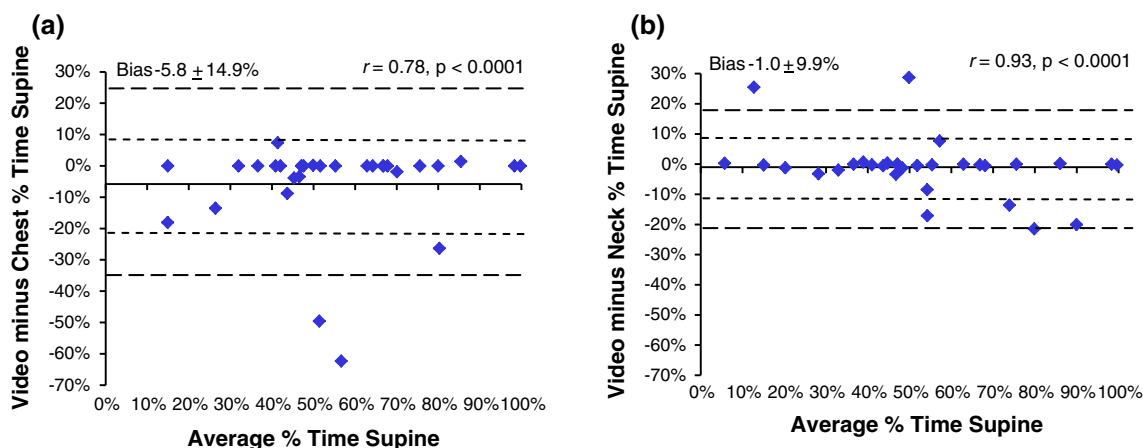 (a)
Bias-5.8 ± 14.9%
r = 0.78, p < 0.0001
Video minus Chest % Time Supine
30%
20%
10%
0%
-10%
-20%
-30%
-40%
-50%
-60%
-70%
0% 10% 20% 30% 40% 50% 60% 70% 80% 90% 100%
Average % Time Supine
(b)
Bias-1.0 ±9.9%
r = 0.93, p < 0.0001
Video minus Neck % Time Supine
30%
20%
10%
0%
-10%
-20%
-30%
-40%
-50%
-60%
-70%
0% 10% 20% 30% 40% 50% 60% 70% 80% 90% 100%
Average % Time Supine